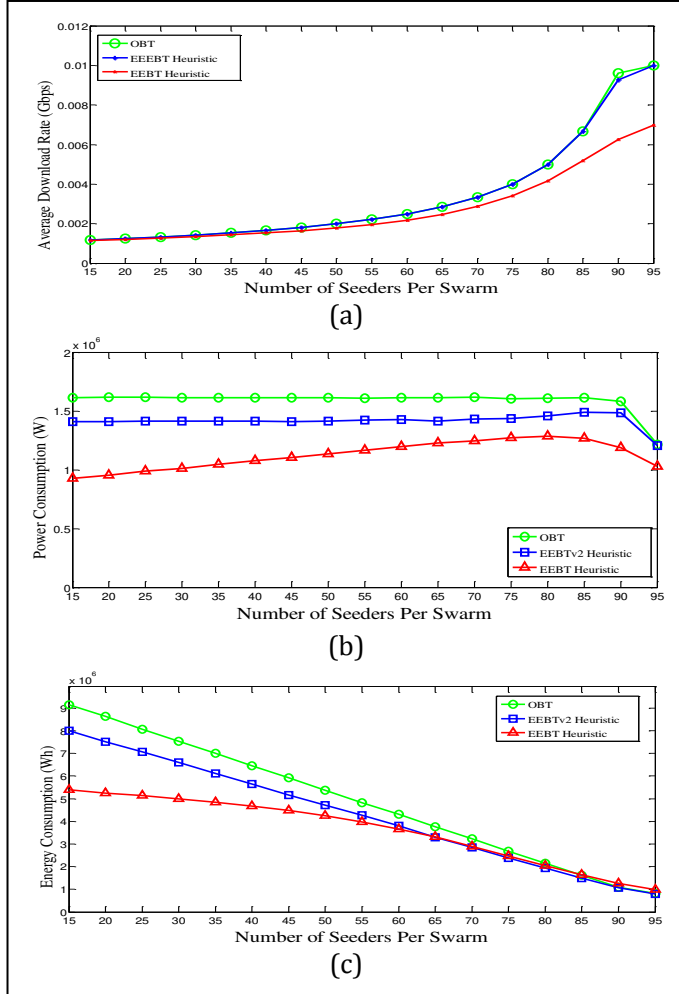 0.012
0.01
0.008
0.006
0.004
0.002
0
Average Download Rate (Gbps)
OBT
EEEBT Heuristic
EEBT Heuristic
15 20 25 30 35 40 45 50 55 60 65 70 75 80 85 90 95
Number of Seeders Per Swarm
(a)
x 10⁶
2
1.5
1
0.5
0
Power Consumption (W)
OBT
EEBTv2 Heuristic
EEBT Heuristic
15 20 25 30 35 40 45 50 55 60 65 70 75 80 85 90 95
Number of Seeders Per Swarm
(b)
x 10⁶
9
8
7
6
5
4
3
2
1
0
Energy Consumption (Wh)
OBT
EEBTv2 Heuristic
EEBT Heuristic
15 20 25 30 35 40 45 50 55 60 65 70 75 80 85 90 95
Number of Seeders Per Swarm
(c)